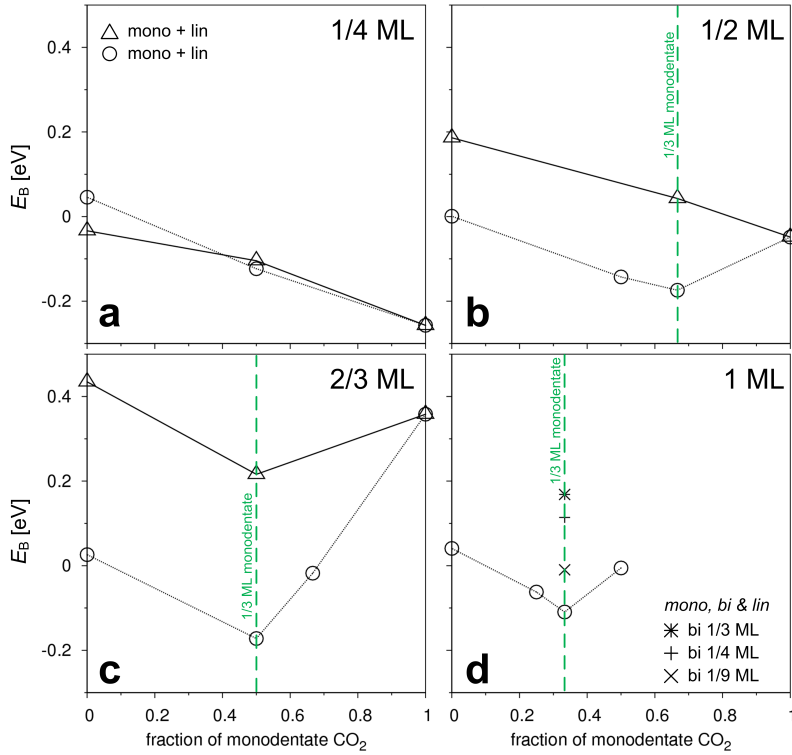 0.4
0.2
0
-0.2
E_B [eV]
mono + lin
mono + lin
1/4 ML
a
1/2 ML
1/3 ML monodentate
b
0.4
0.2
0
-0.2
E_B [eV]
2/3 ML
1/3 ML monodentate
c
0 0.2 0.4 0.6 0.8 1
fraction of monodentate CO₂
1 ML
1/3 ML monodentate
mono, bi & lin
bi 1/3 ML
bi 1/4 ML
bi 1/9 ML
d
0 0.2 0.4 0.6 0.8 1
fraction of monodentate CO₂